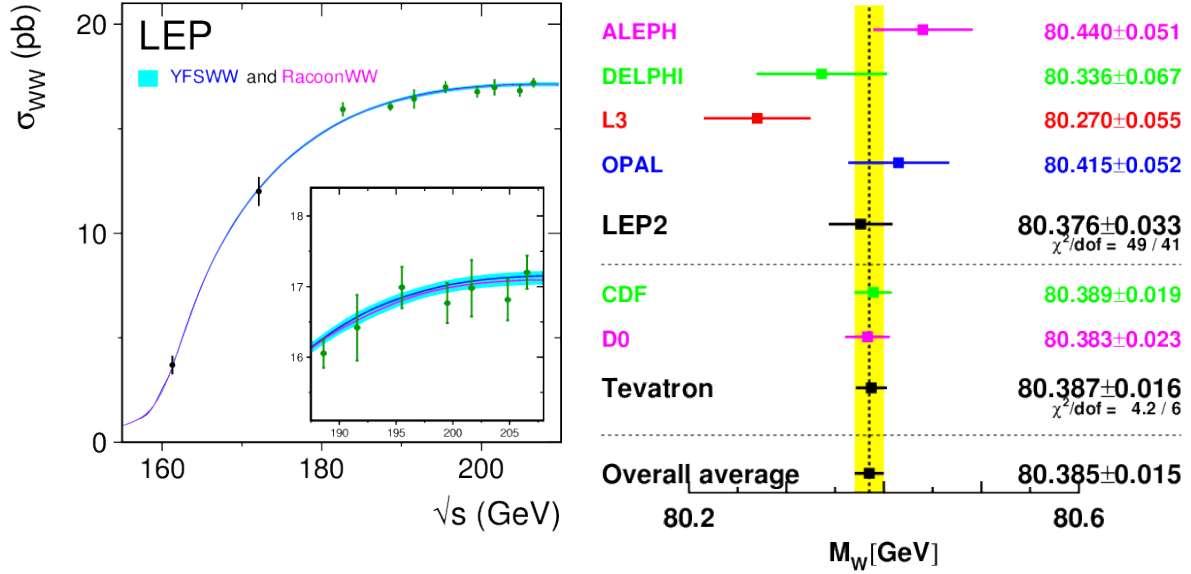 σWW (pb)
LEP
YFSWW and RacoonWW
20
10
0
160
180
200
√s (GeV)
18
17
16
190
195
200
205
ALEPH 80.440±0.051
DELPHI 80.336±0.067
L3 80.270±0.055
OPAL 80.415±0.052
LEP2 80.376±0.033
χ²/dof = 49 / 41
CDF 80.389±0.019
D0 80.383±0.023
Tevatron 80.387±0.016
χ²/dof = 4.2 / 6
Overall average 80.385±0.015
80.2 80.6
MW[GeV]